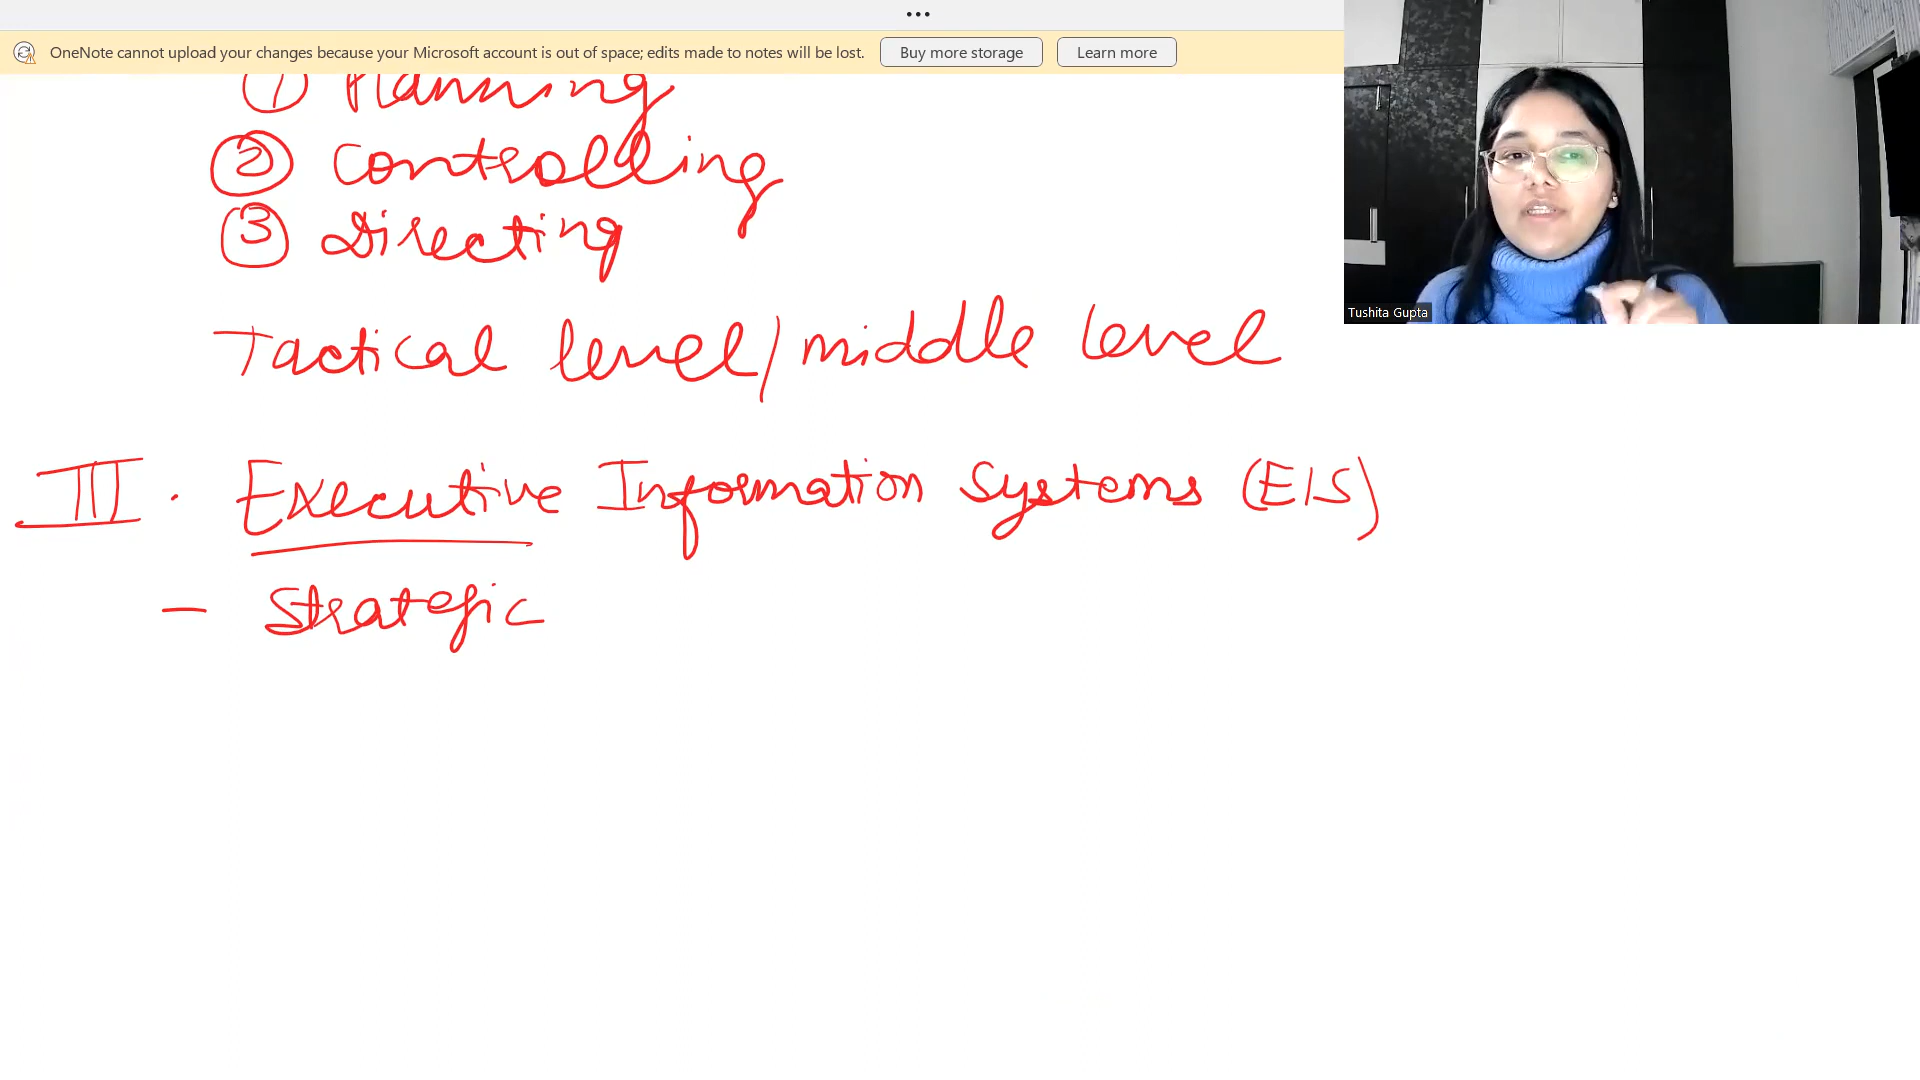 ...
OneNote cannot upload your changes because your Microsoft account is out of space; edits made to notes will be lost. Buy more storage Learn more
① Planning
② Controlling
③ Directing
Tushita Gupta
Tactical level/middle level
III. Executive Information Systems (EIS)
- Strategic